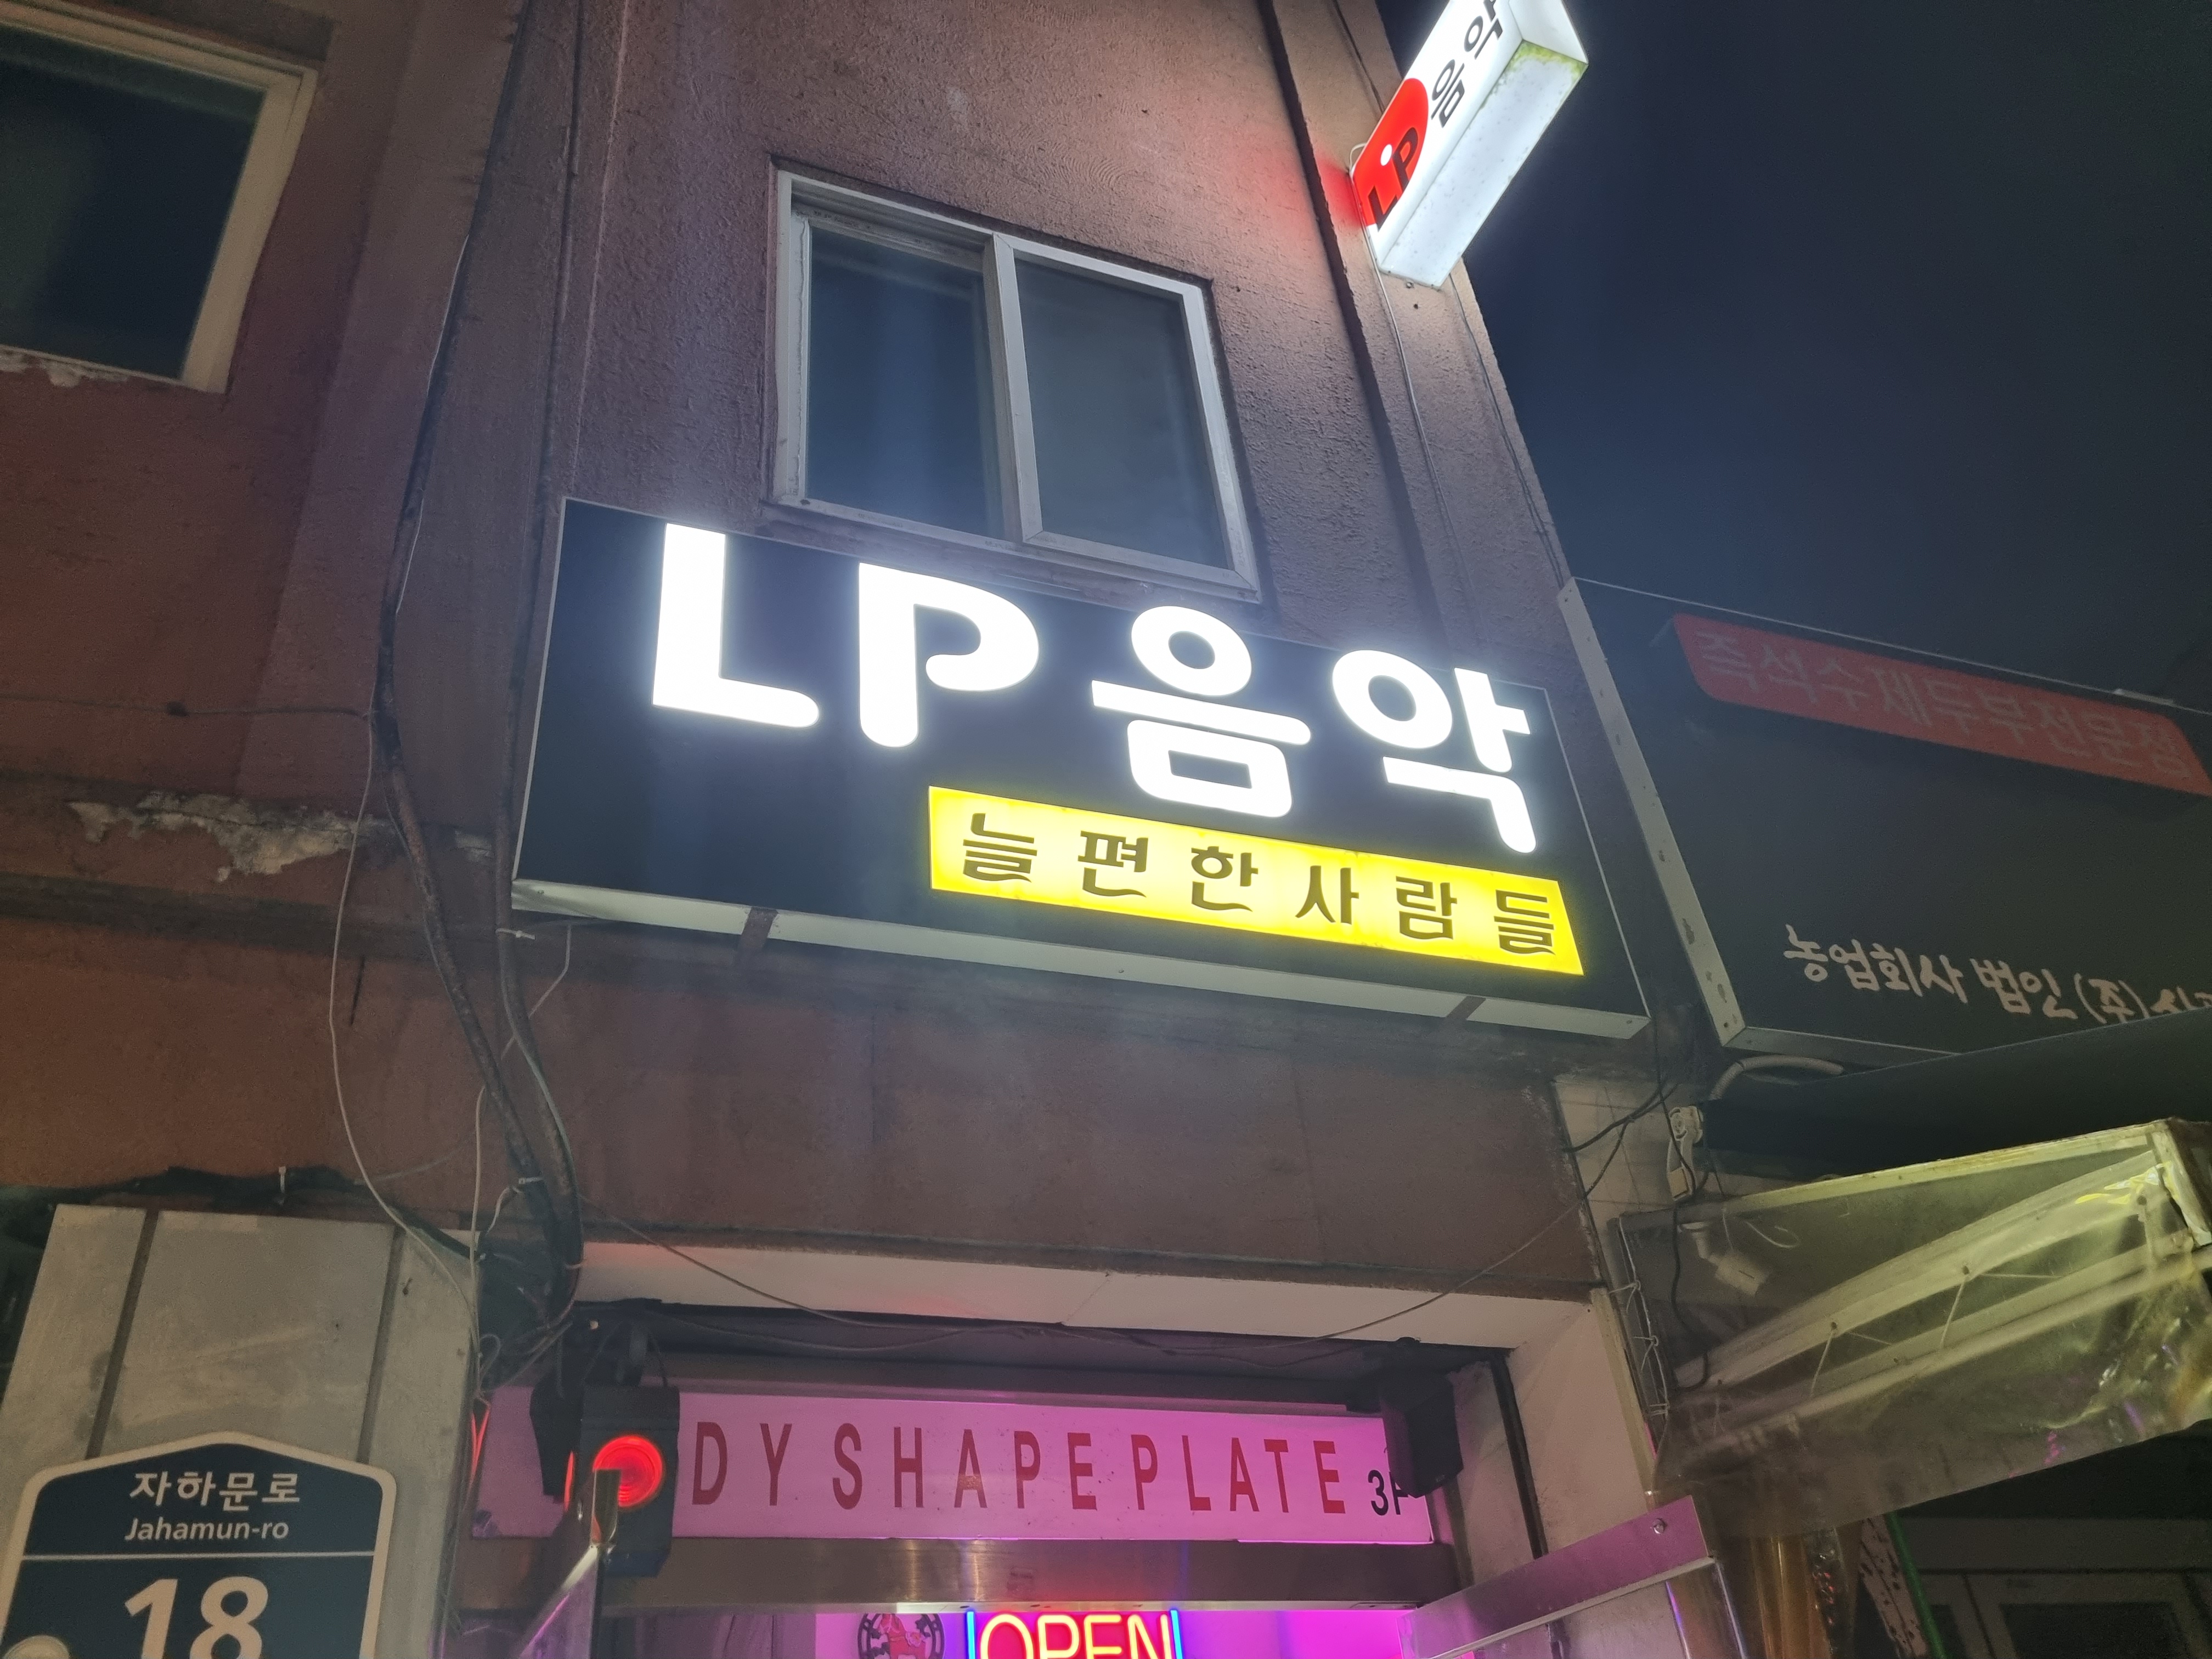 LP음악
LP음악
늘편한사람들
즉석수제두부전문점
농업회사 법인 (주)
DY SHAPE PLATE 3F
자하문로
Jahamun-ro
18
OPEN